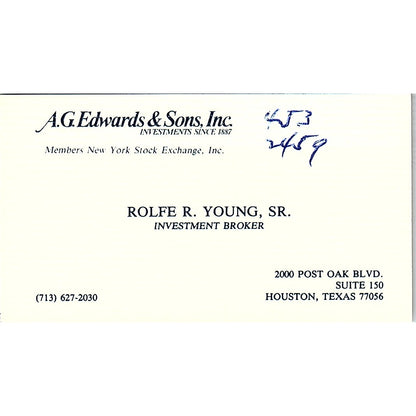 A.G. Edwards & Sons, Inc.
INVESTMENTS SINCE 1887
Members New York Stock Exchange, Inc.
453
2459
ROLFE R. YOUNG, SR.
INVESTMENT BROKER
2000 POST OAK BLVD.
SUITE 150
(713) 627-2030
HOUSTON, TEXAS 77056